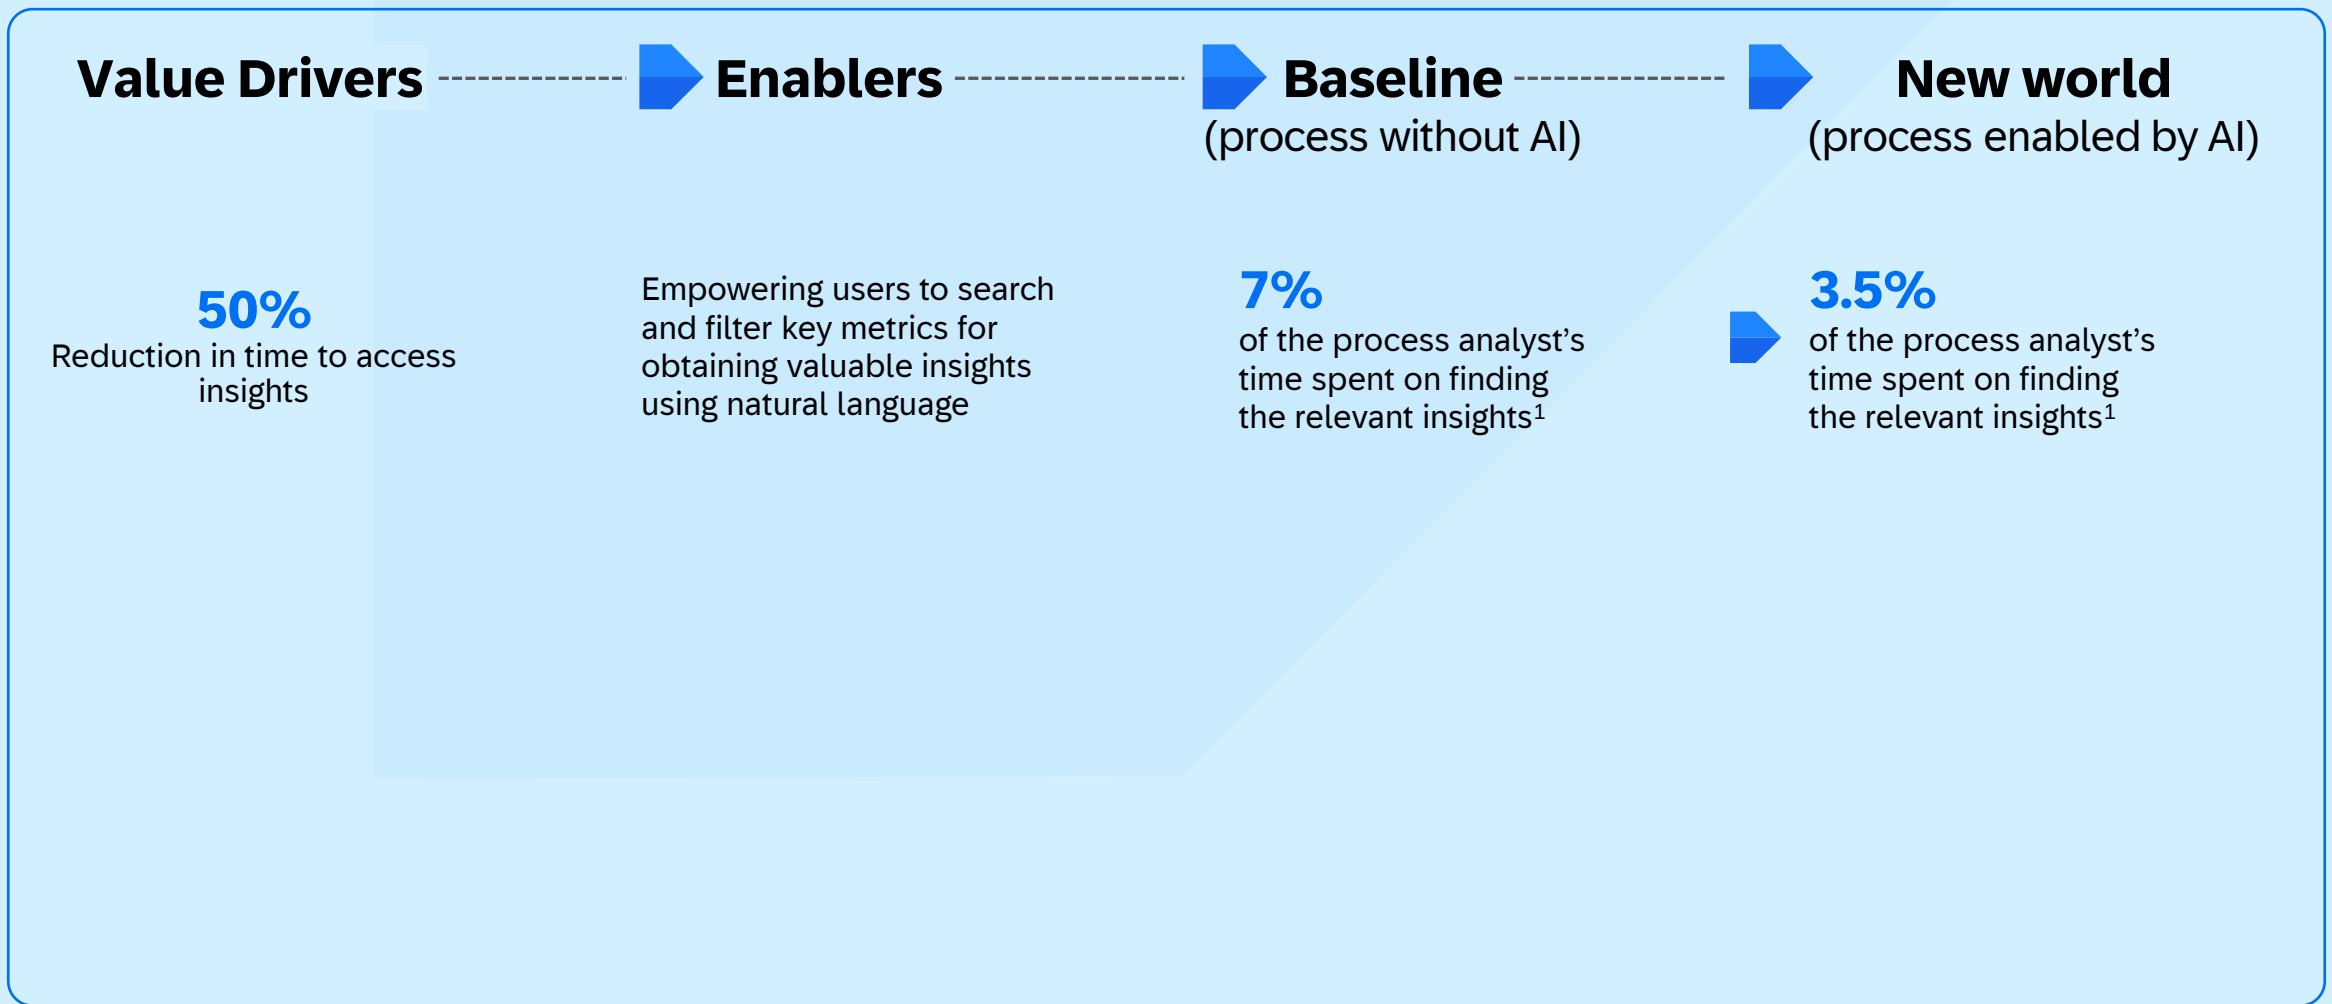 Value Drivers
Enablers
Baseline
(process without AI)
New world
(process enabled by AI)
50%
Reduction in time to access
insights
Empowering users to search
and filter key metrics for
obtaining valuable insights
using natural language
7%
of the process analyst’s
time spent on finding
the relevant insights¹
3.5%
of the process analyst’s
time spent on finding
the relevant insights¹